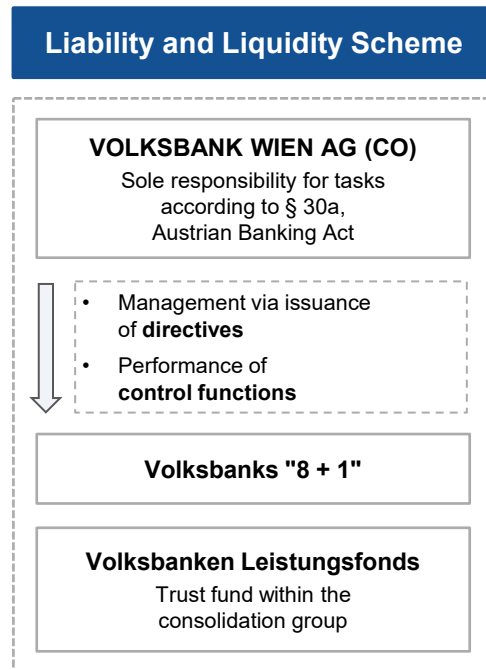 Liability and Liquidity Scheme
VOLKSBANK WIEN AG (CO)
Sole responsibility for tasks
according to § 30a,
Austrian Banking Act
• Management via issuance
of directives
• Performance of
control functions
Volksbanks "8 + 1"
Volksbanken Leistungsfonds
Trust fund within the
consolidation group